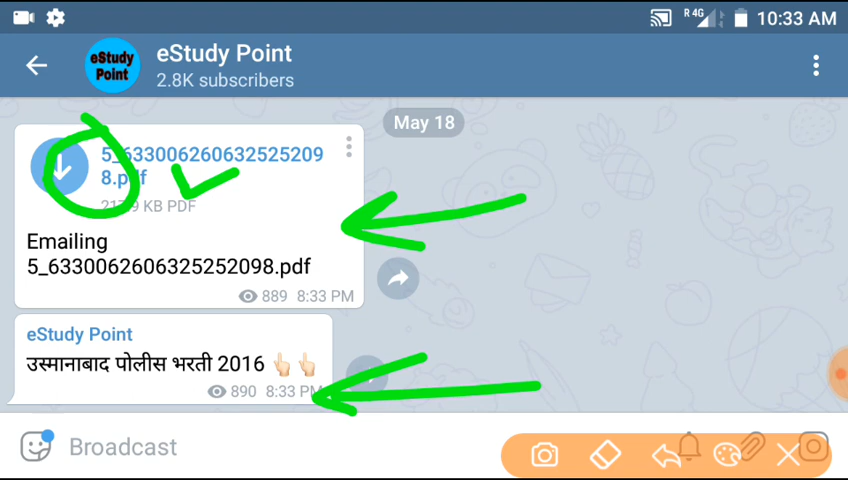 R 4G
10:33 AM
eStudy
Point
eStudy Point
2.8K subscribers
May 18
5_633006260632525209
8.pdf
KB PDF
Emailing
5_6330062606325252098.pdf
889 8:33 PM
eStudy Point
उस्मानाबाद पोलीस भरती 2016 👆🏻👆🏻
890 8:33 PM
Broadcast